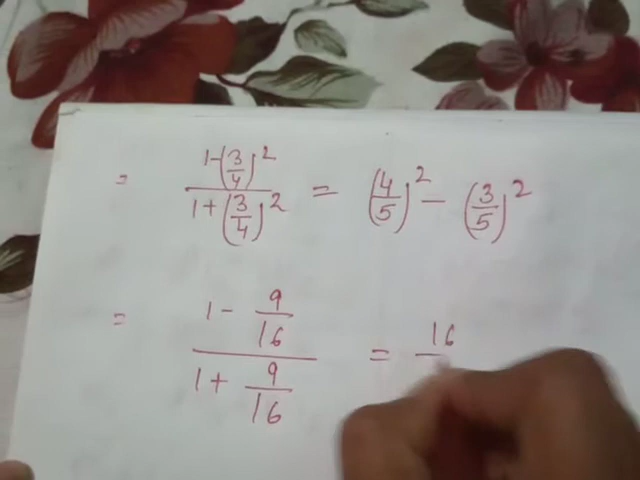 = 1-(3/4)^2 / 1+(3/4)^2 = (4/5)^2 - (3/5)^2
= 1 - 9/16 / 1 + 9/16 = 16